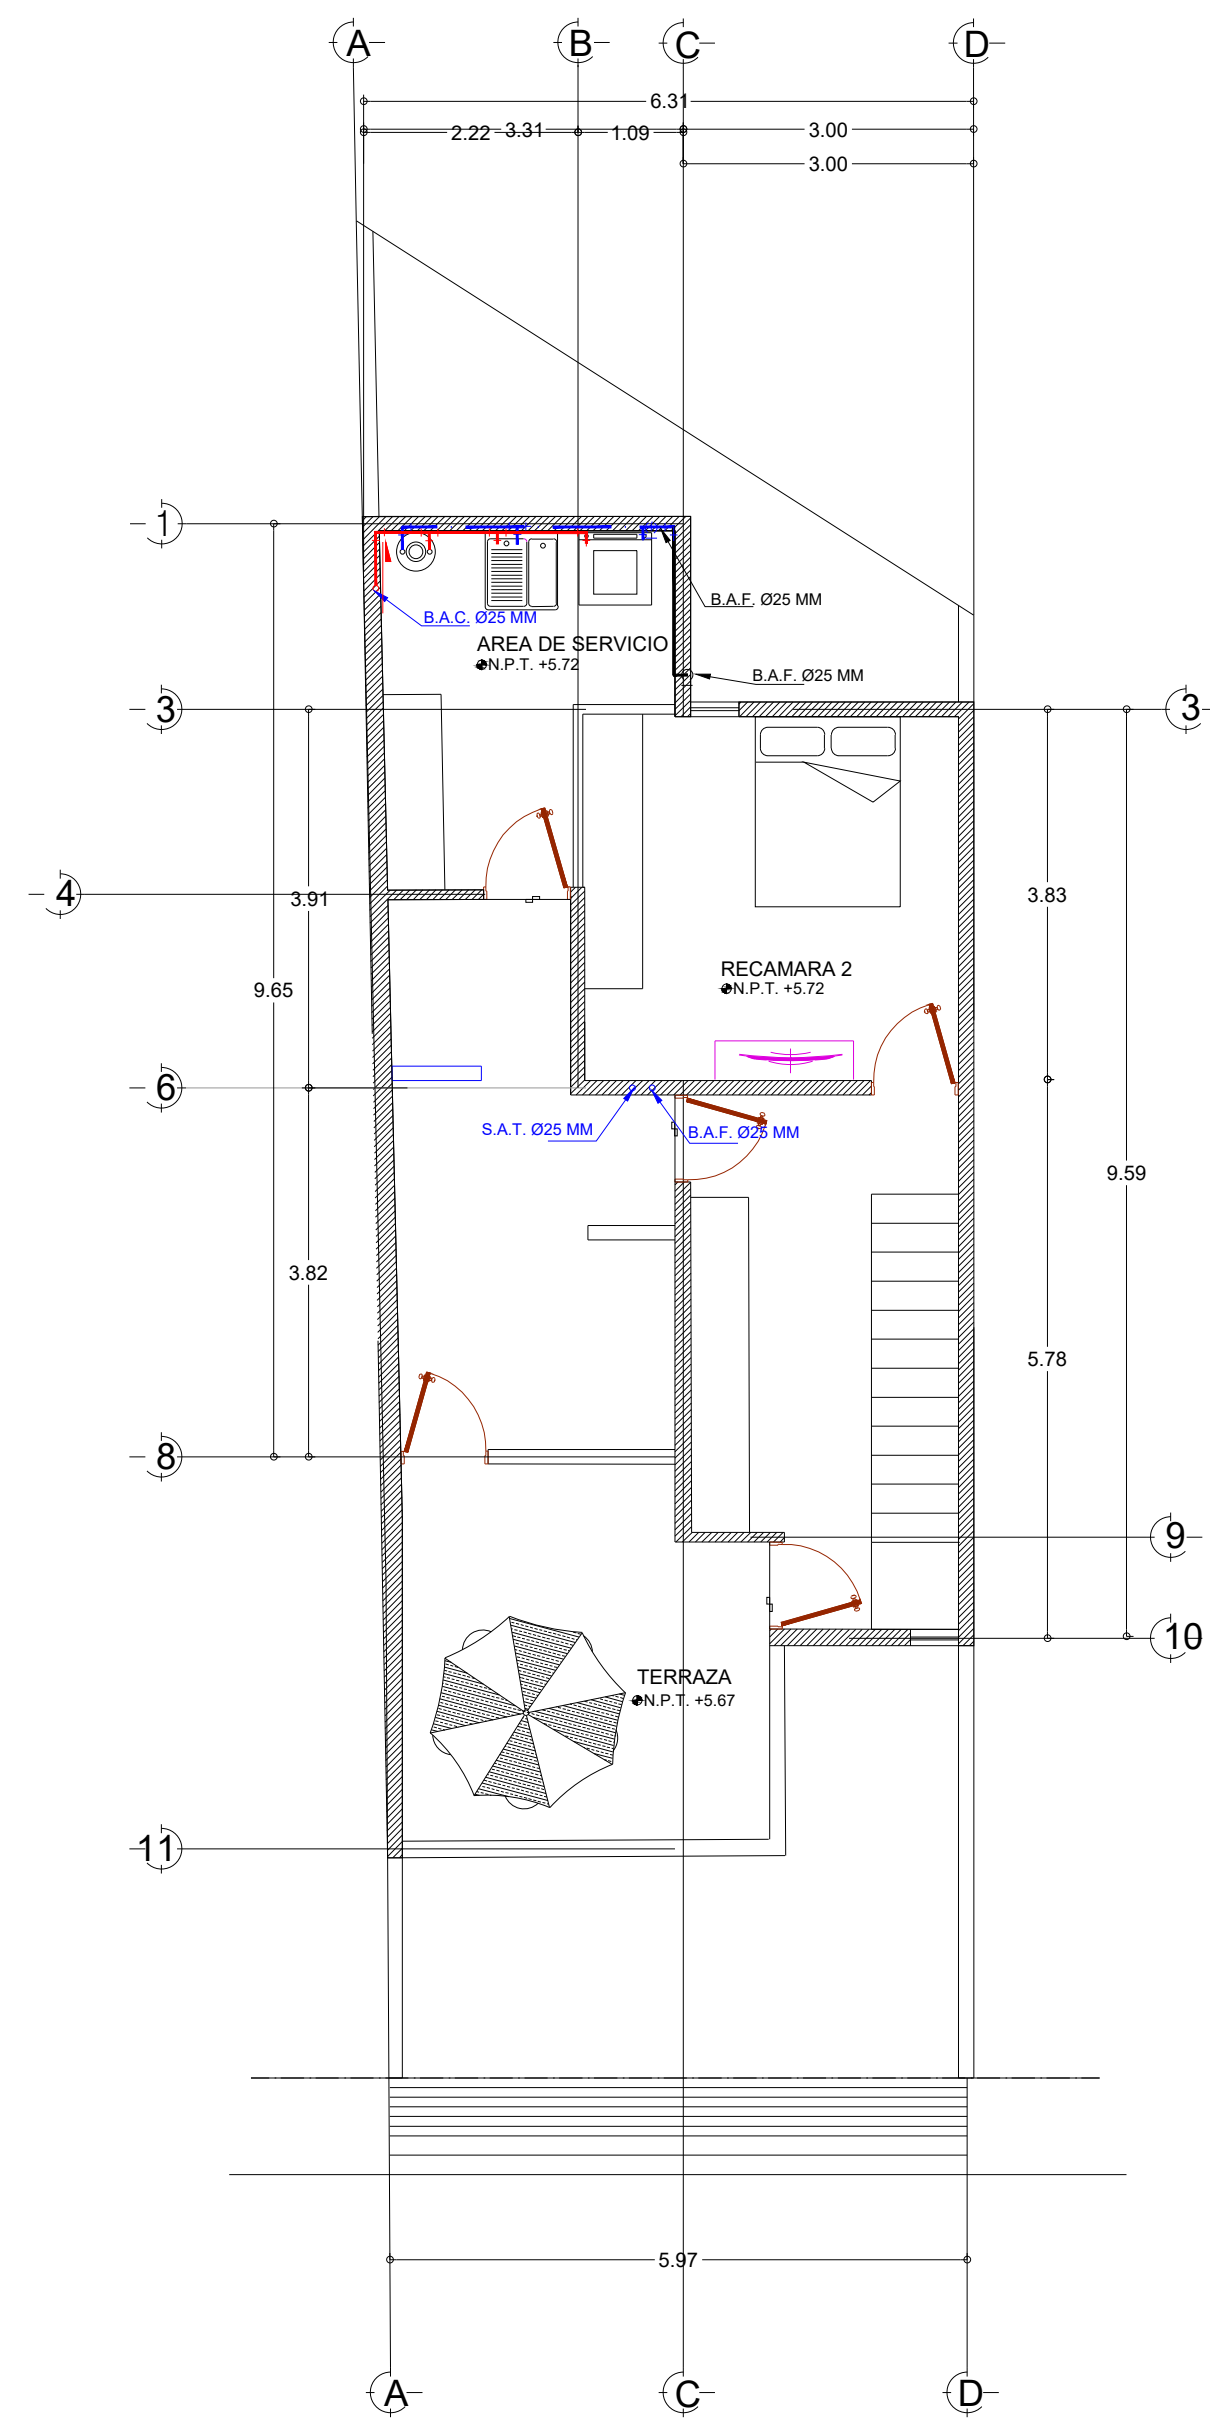 A
B
C
D
6.31
2.22
3.31
1.09
3.00
3.00
1
B.A.F. Ø25 MM
B.A.C. Ø25 MM
AREA DE SERVICIO
N.P.T. +5.72
B.A.F. Ø25 MM
3
3
4
3.91
3.83
RECAMARA 2
N.P.T. +5.72
9.65
6
S.A.T. Ø25 MM
B.A.F. Ø25 MM
9.59
3.82
5.78
8
9
10
TERRAZA
N.P.T. +5.67
11
5.97
A
C
D